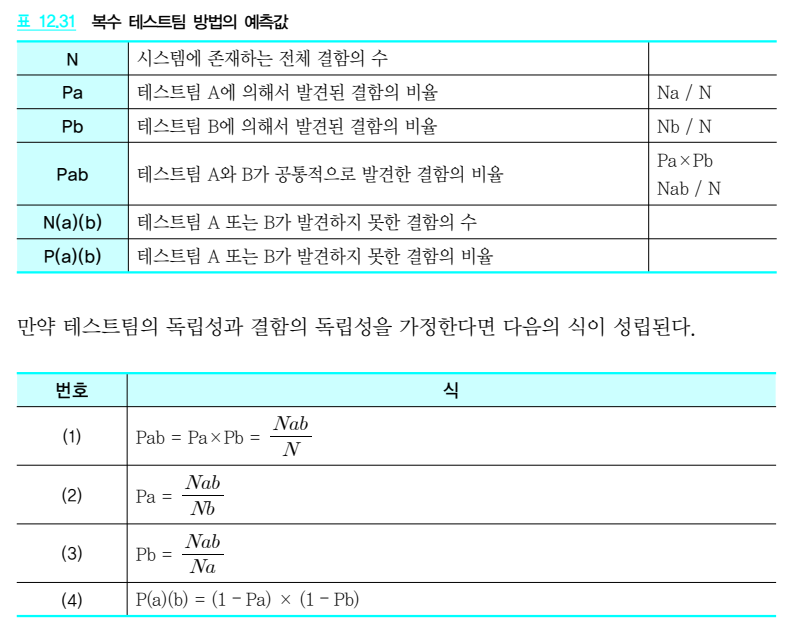 표 12.31 복수 테스트팀 방법의 예측값
N 시스템에 존재하는 전체 결함의 수
Pa 테스트팀 A에 의해서 발견된 결함의 비율 Na / N
Pb 테스트팀 B에 의해서 발견된 결함의 비율 Nb / N
Pab 테스트팀 A와 B가 공통적으로 발견한 결함의 비율 Pa×Pb
Nab / N
N(a)(b) 테스트팀 A 또는 B가 발견하지 못한 결함의 수
P(a)(b) 테스트팀 A 또는 B가 발견하지 못한 결함의 비율
만약 테스트팀의 독립성과 결함의 독립성을 가정한다면 다음의 식이 성립된다.
번호 식
(1) Pab = Pa×Pb = Nab / N
(2) Pa = Nab / Nb
(3) Pb = Nab / Na
(4) P(a)(b) = (1 - Pa) × (1 - Pb)